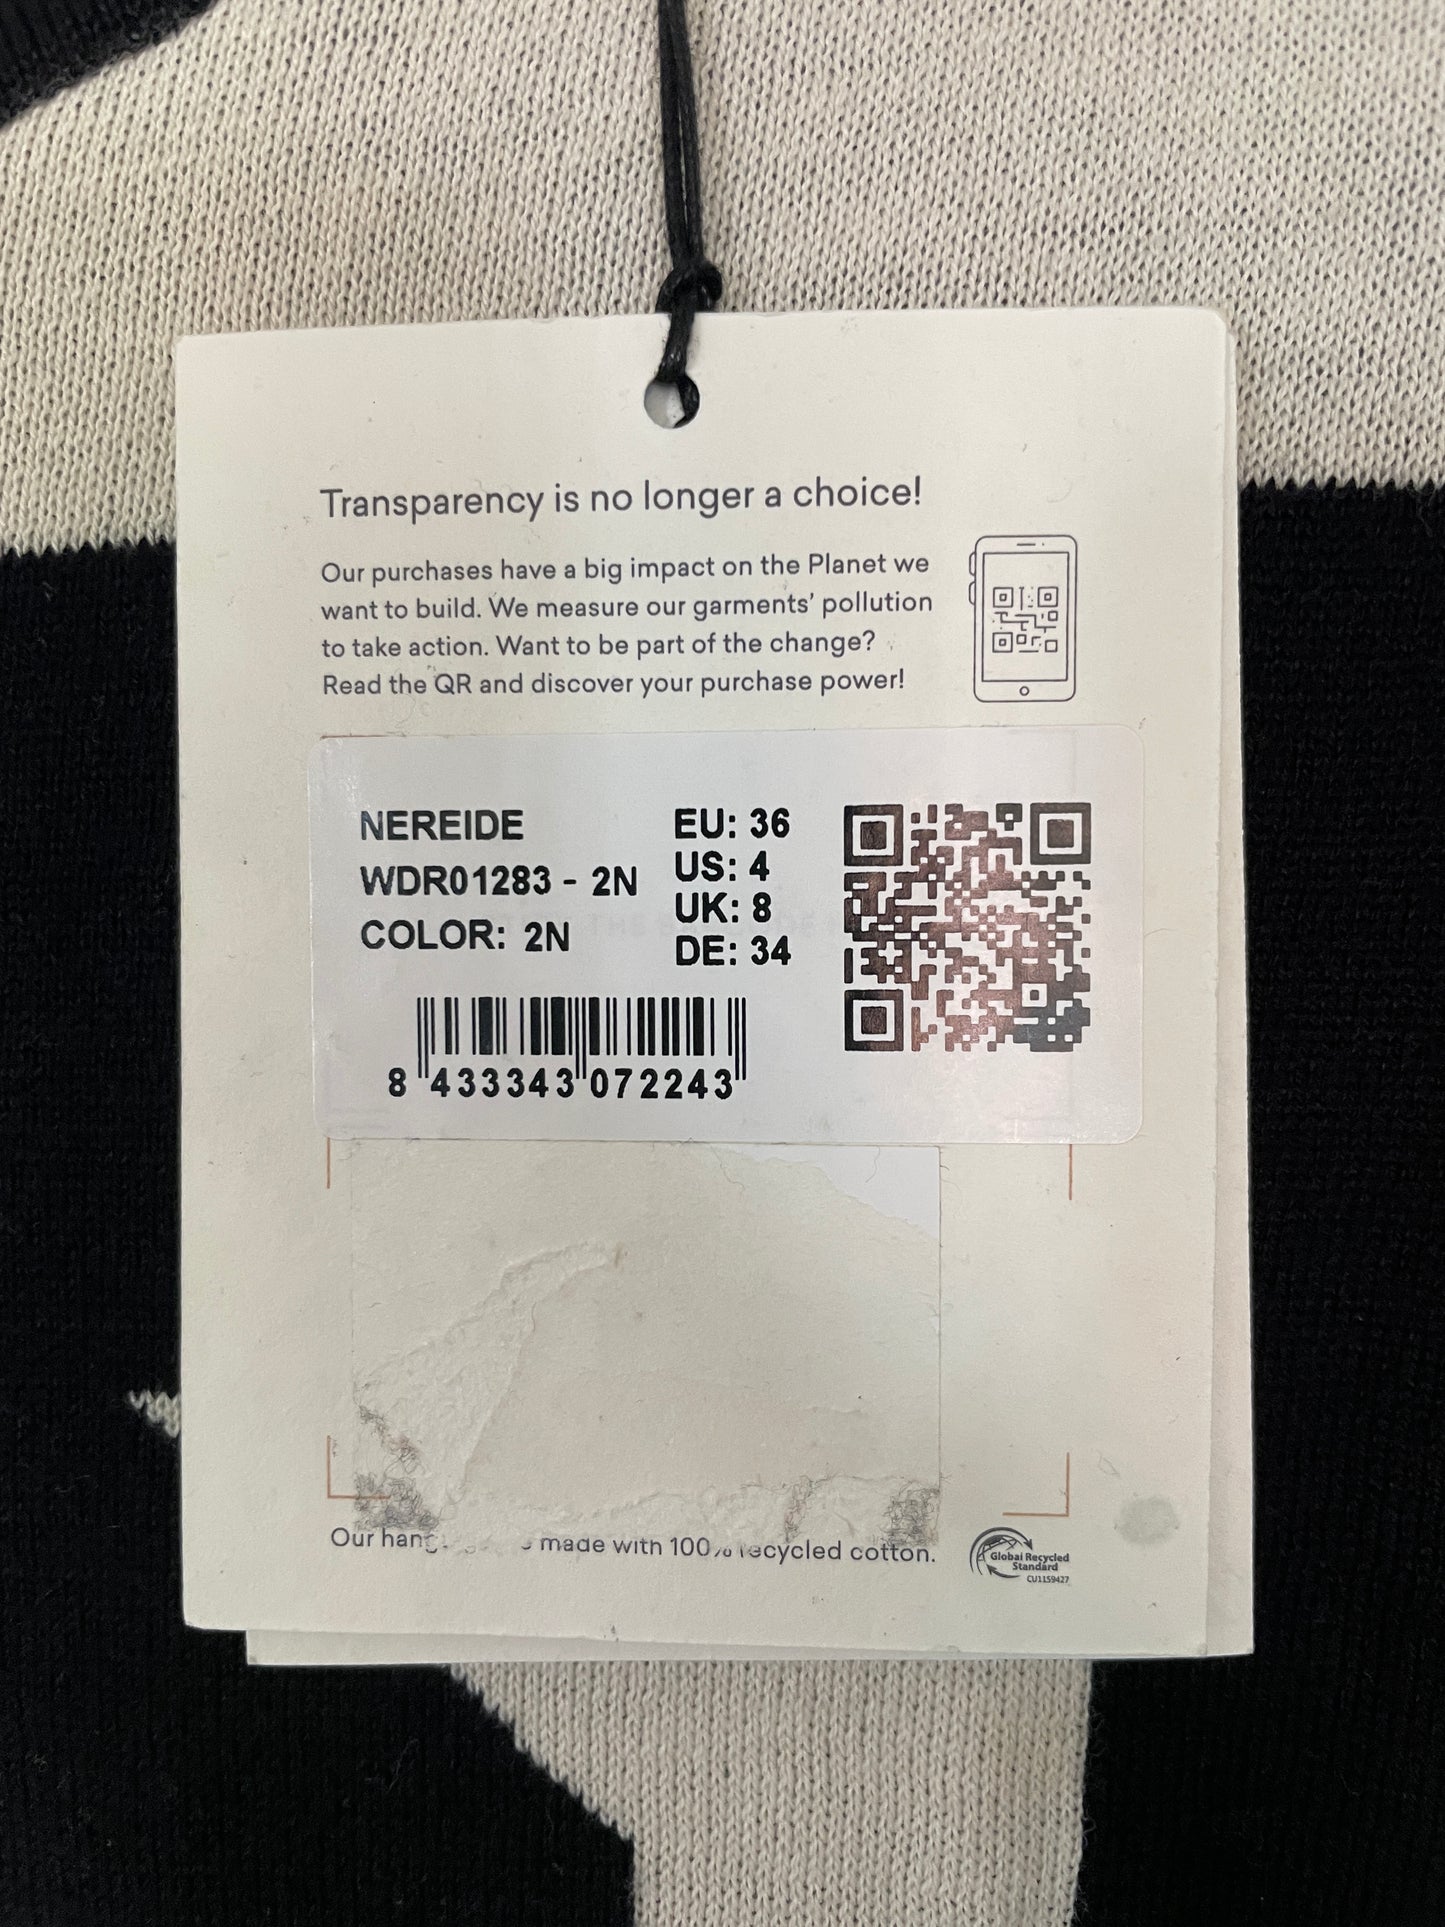 Transparency is no longer a choice!
Our purchases have a big impact on the Planet we
want to build. We measure our garments' pollution
to take action. Want to be part of the change?
Read the QR and discover your purchase power!
NEREIDE
WDR01283 - 2N
COLOR: 2N
EU: 36
US: 4
UK: 8
DE: 34
8 433343 072243
Our made with 100% recycled cotton.
Global Recycled
Standard
CU1159427